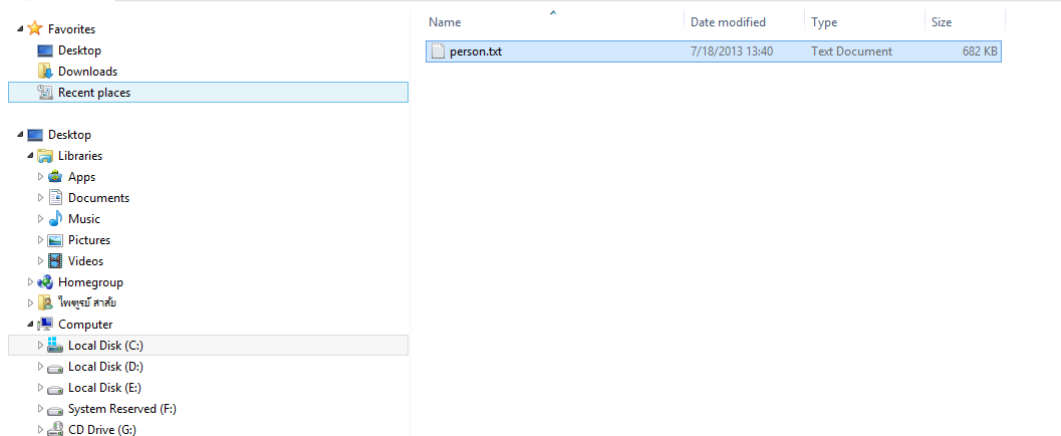 Favorites
Desktop
Downloads
Recent places
Desktop
Libraries
Apps
Documents
Music
Pictures
Videos
Homegroup
ไพฑูรย์ สาลัย
Computer
Local Disk (C:)
Local Disk (D:)
Local Disk (E:)
System Reserved (F:)
CD Drive (G:)
Name Date modified Type Size
person.txt 7/18/2013 13:40 Text Document 682 KB